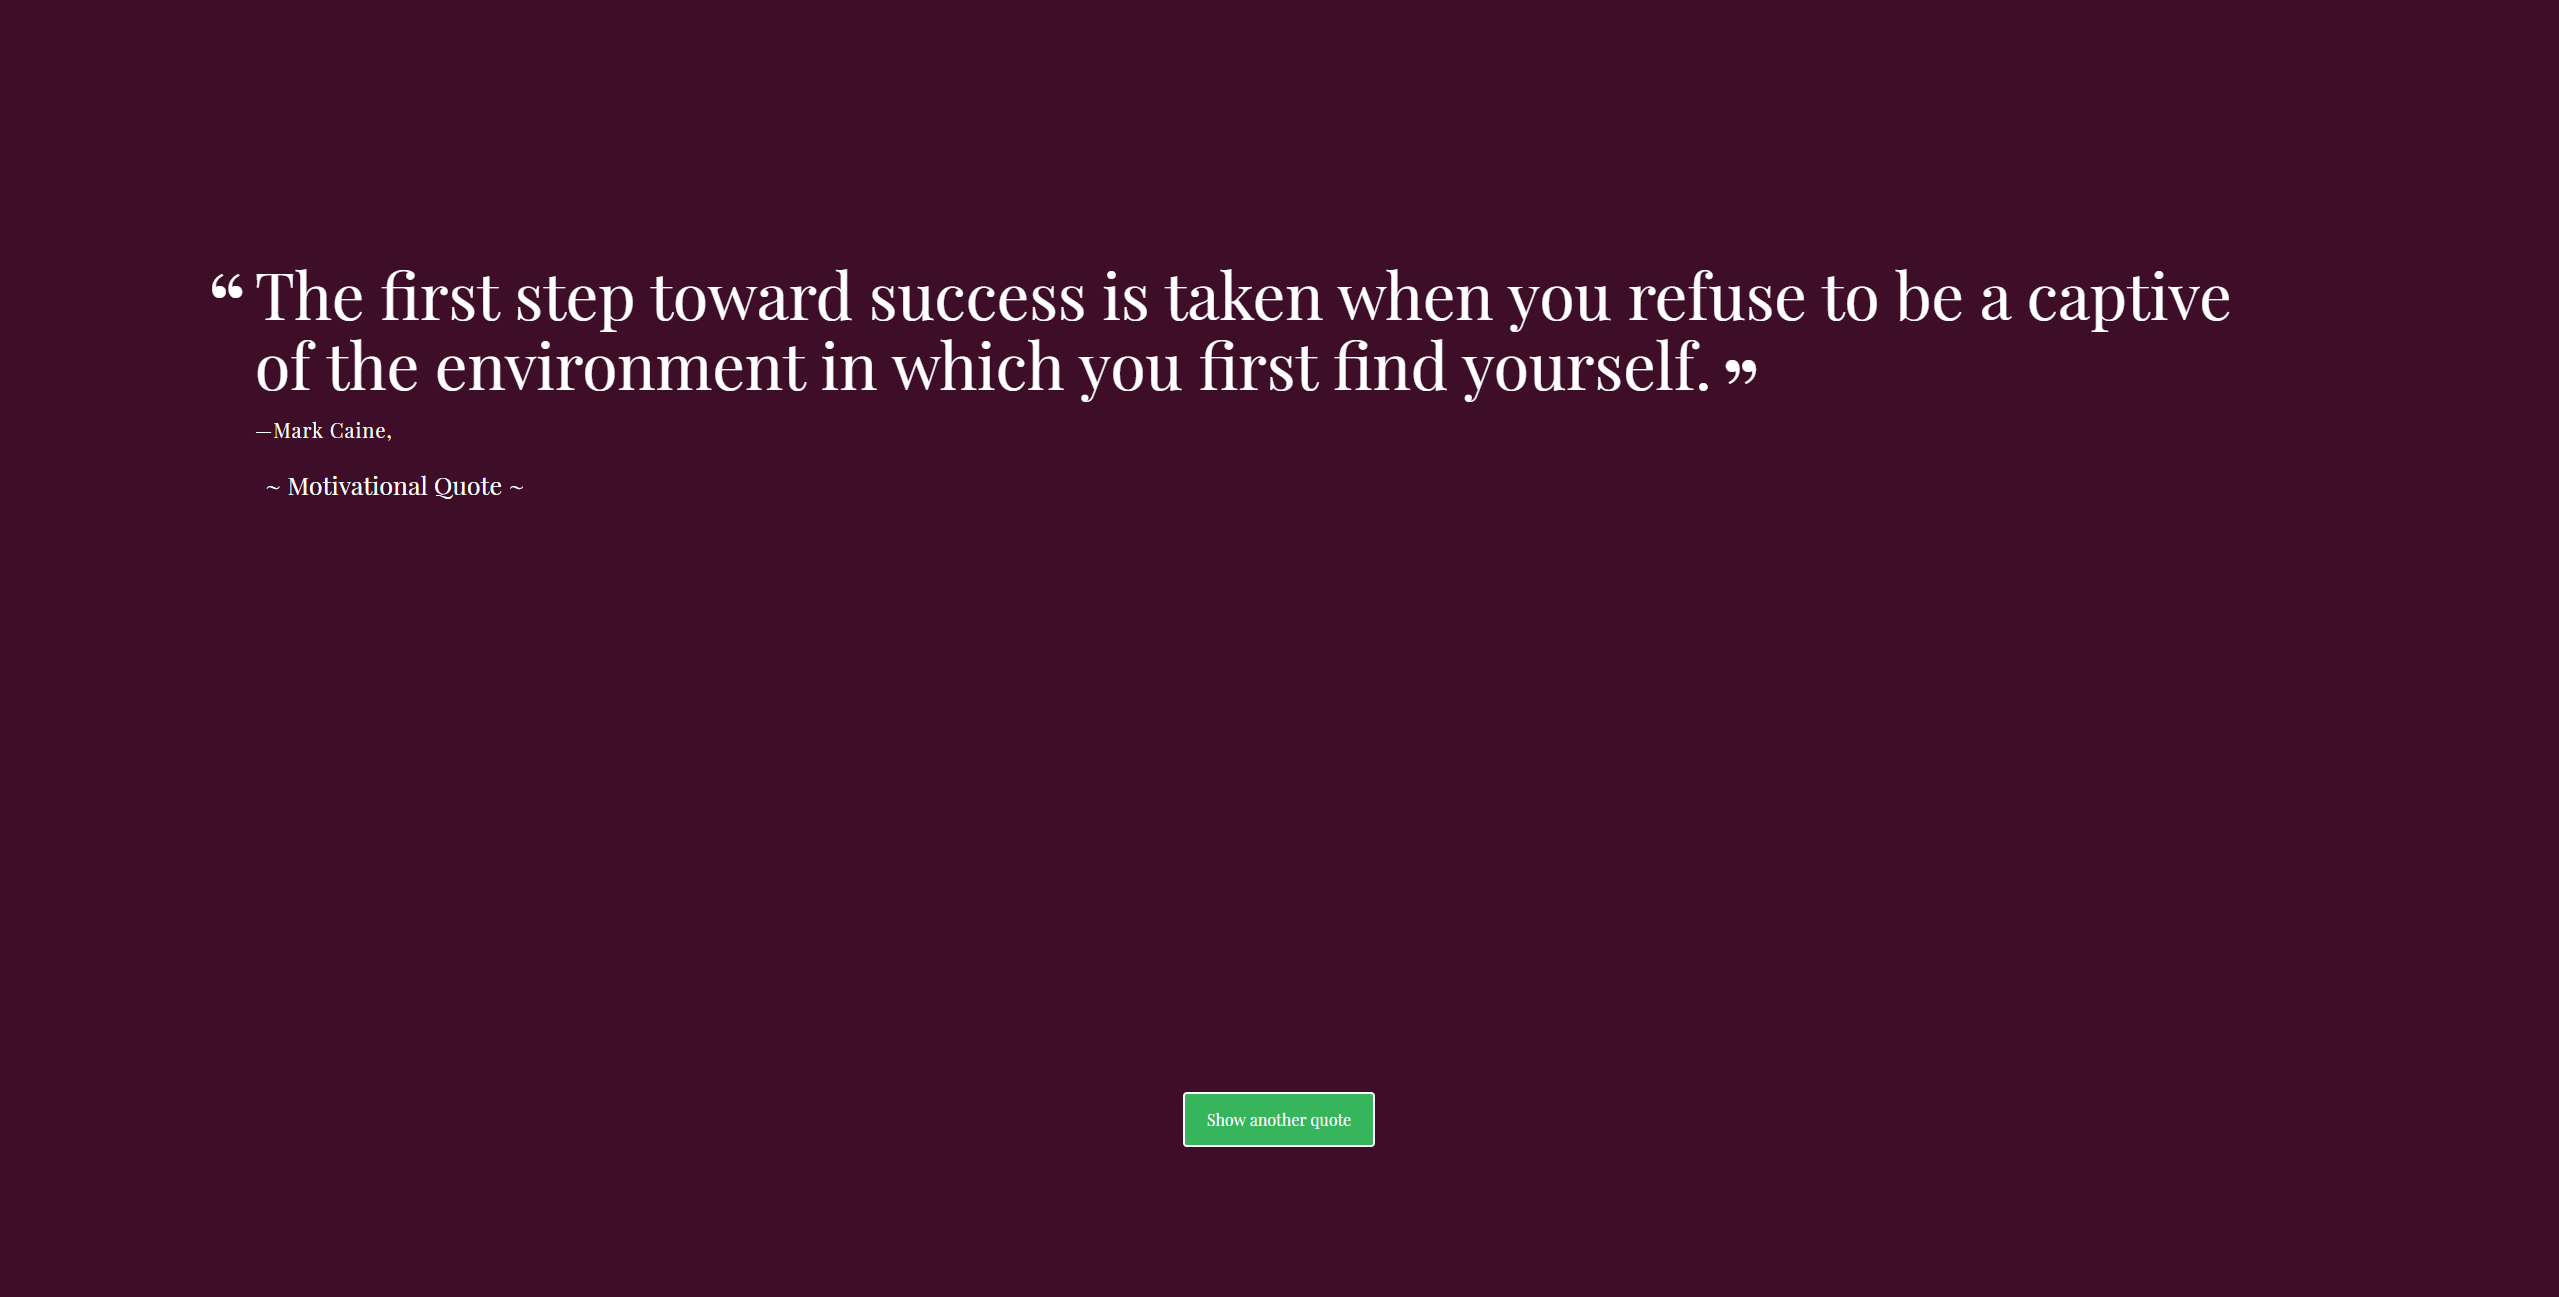 “ The first step toward success is taken when you refuse to be a captive
of the environment in which you first find yourself. ”
—Mark Caine,
~ Motivational Quote ~
Show another quote